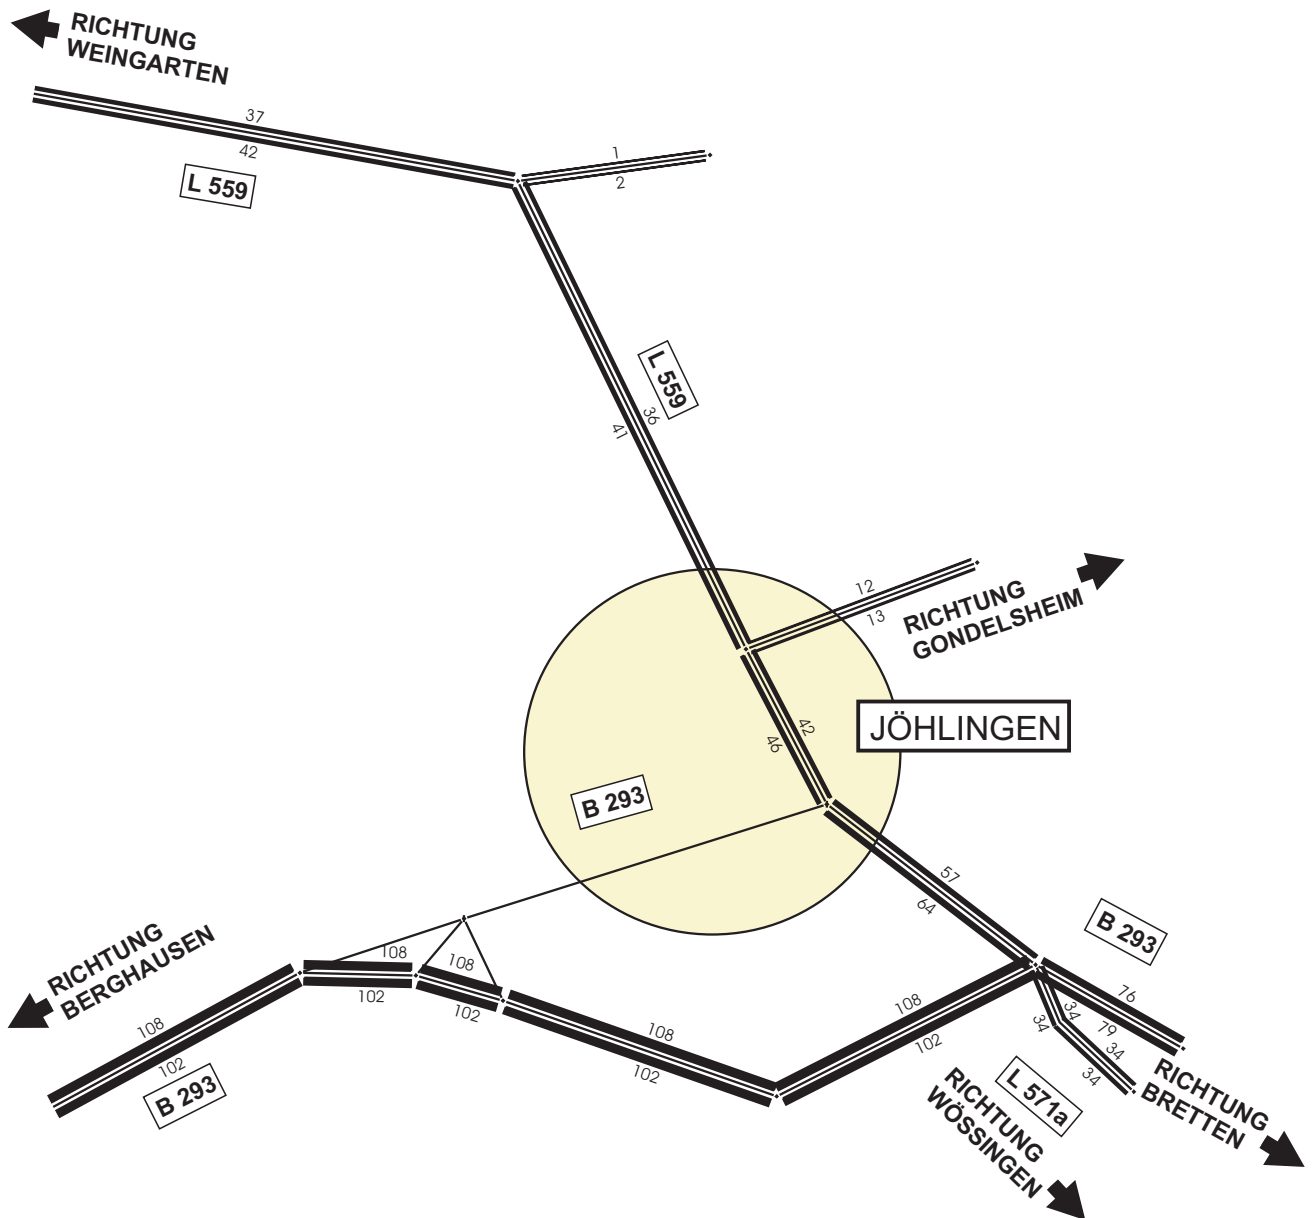 RICHTUNG
WEINGARTEN
37
42
L 559
1
2
L 559
36
41
12
13
RICHTUNG
GONDELSHEIM
JÖHLINGEN
42
46
B 293
57
64
B 293
RICHTUNG
BERGHAUSEN
108
102
B 293
108
102
108
102
108
102
108
102
76
79
34
34
34
34
L 571a
RICHTUNG
WÖSSINGEN
RICHTUNG
BRETTEN